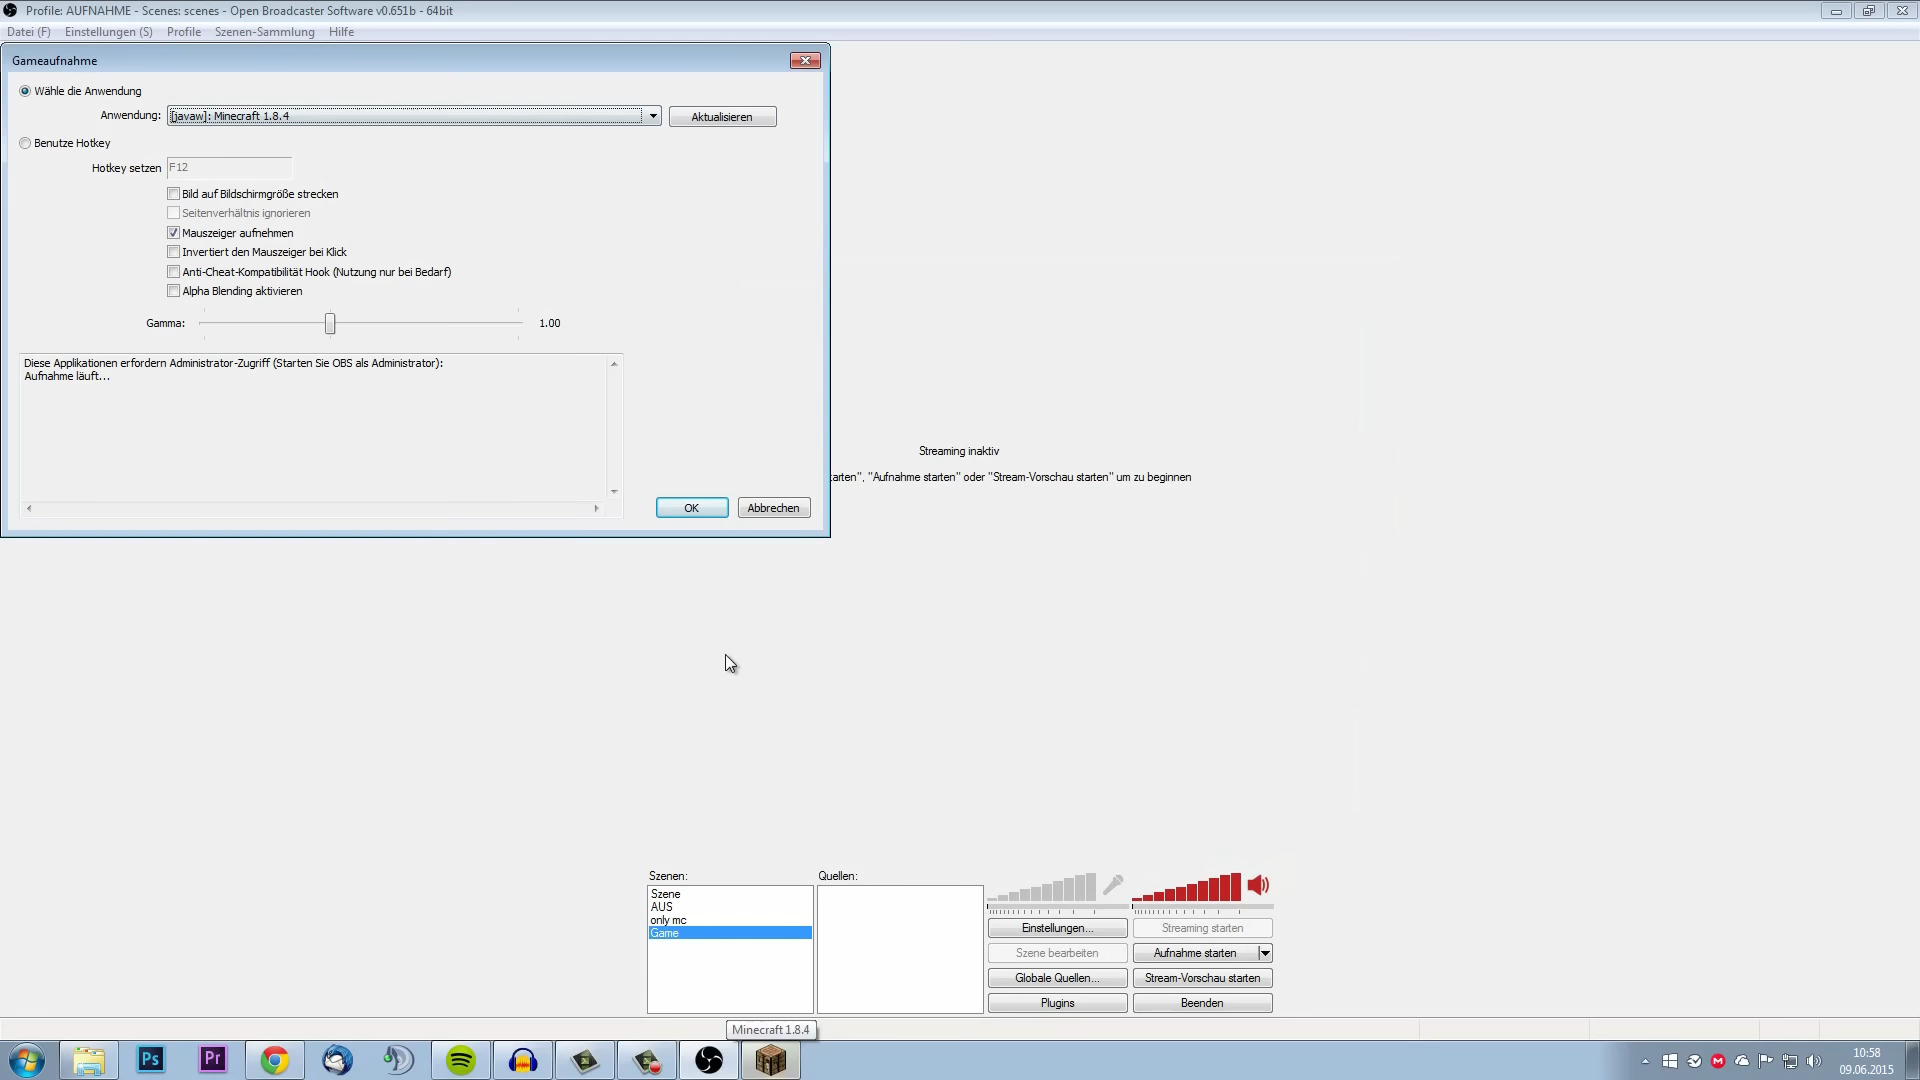 Profile: AUFNAHME - Scenes: scenes - Open Broadcaster Software v0.651b - 64bit
Datei (F) Einstellungen (S) Profile Szenen-Sammlung Hilfe
Gameaufnahme
Wähle die Anwendung
Anwendung: [javaw]: Minecraft 1.8.4 Aktualisieren
Benutze Hotkey
Hotkey setzen F12
Bild auf Bildschirmgröße strecken
Seitenverhältnis ignorieren
Mauszeiger aufnehmen
Invertiert den Mauszeiger bei Klick
Anti-Cheat-Kompatibilität Hook (Nutzung nur bei Bedarf)
Alpha Blending aktivieren
Gamma: 1.00
Diese Applikationen erfordern Administrator-Zugriff (Starten Sie OBS als Administrator):
Aufnahme läuft...
OK Abbrechen
Streaming inaktiv
arten", "Aufnahme starten" oder "Stream-Vorschau starten" um zu beginnen
Szenen: Quellen:
Szene
AUS
only mc
Game
Einstellungen... Streaming starten
Szene bearbeiten Aufnahme starten
Globale Quellen... Stream-Vorschau starten
Plugins Beenden
Minecraft 1.8.4
Ps Pr
M
10:58
09.06.2015